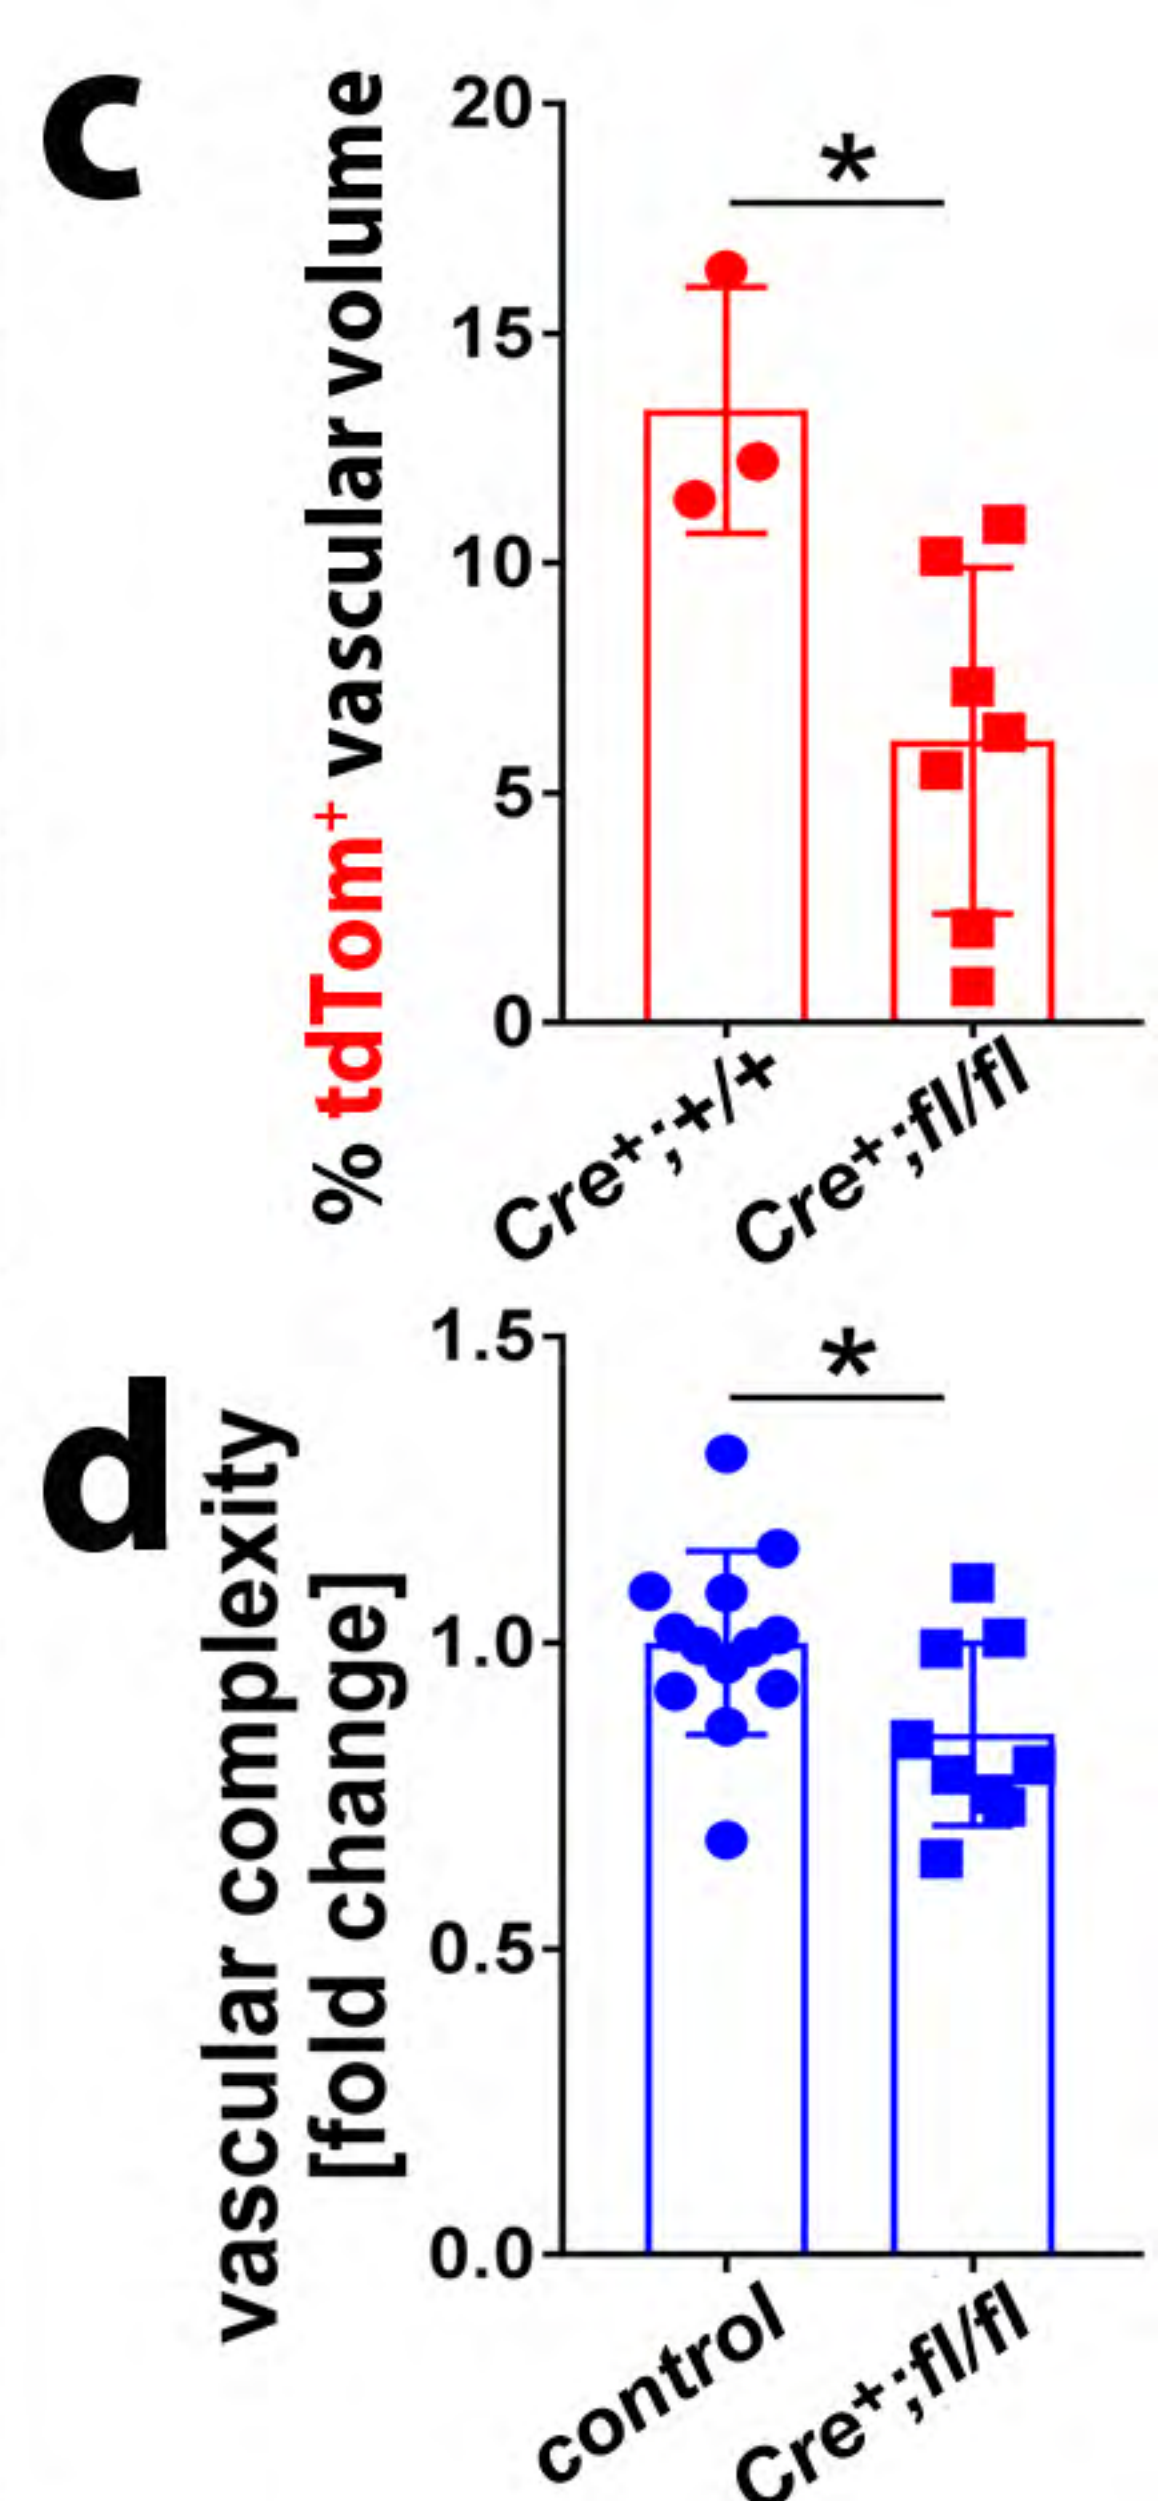 c
% tdTom⁺ vascular volume
20
15
10
5
0
*
Cre⁺;+/+
Cre⁺;fl/fl
d
vascular complexity
[fold change]
1.5
1.0
0.5
0.0
*
control
Cre⁺;fl/fl